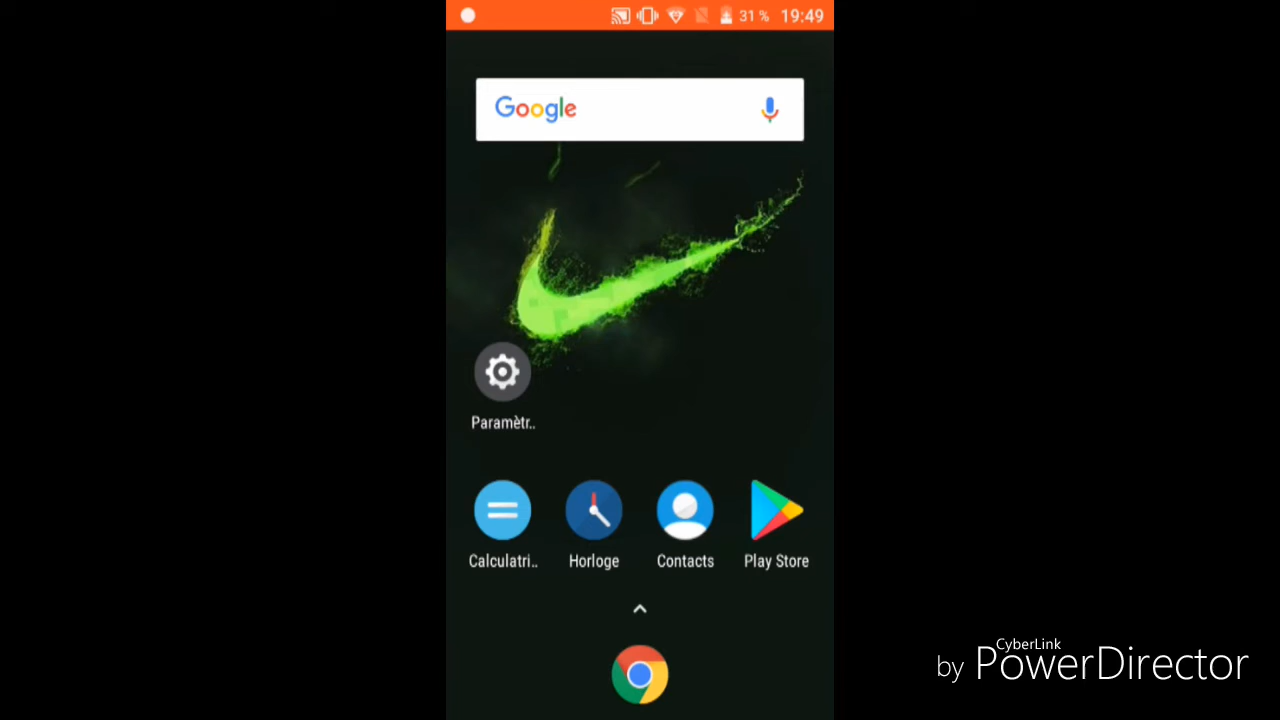 31 % 19:49
Google
Paramètr..
Calculatri.. Horloge Contacts Play Store
CyberLink
by PowerDirector